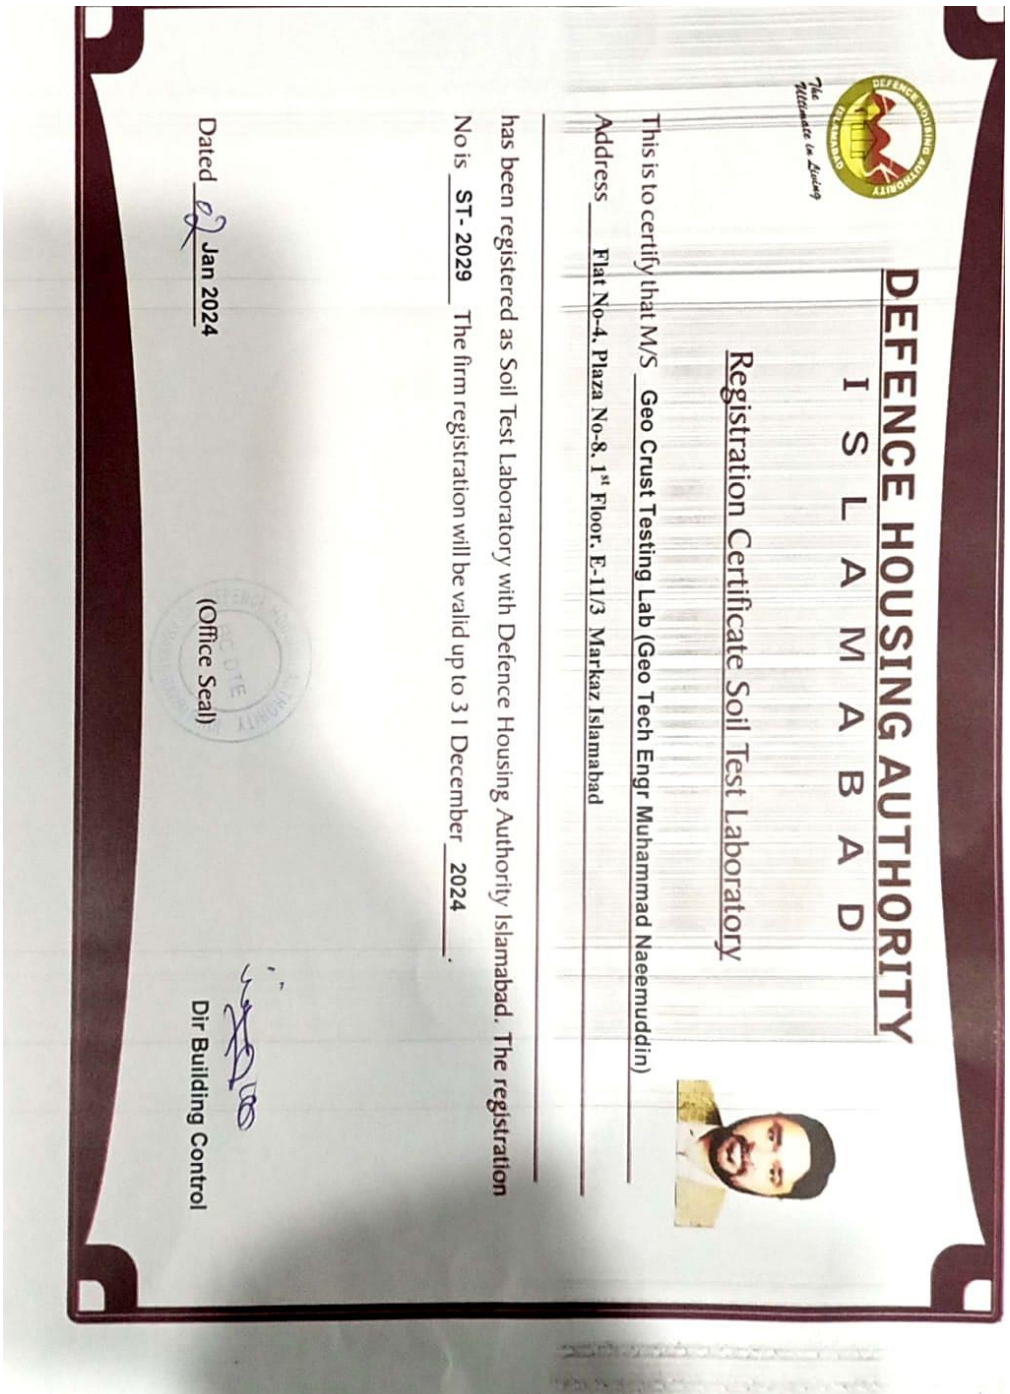 DEFENCE HOUSING AUTHORITY
ISLAMABAD
DEFENCE HOUSING AUTHORITY
ISLAMABAD
The
Ultimate in Living
Registration Certificate Soil Test Laboratory
This is to certify that M/S Geo Crust Testing Lab (Geo Tech Engr Muhammad Naeemuddin)
Address Flat No-4, Plaza No-8, 1st Floor, E-11/3 Markaz Islamabad
has been registered as Soil Test Laboratory with Defence Housing Authority Islamabad. The registration
No is ST- 2029 The firm registration will be valid up to 31 December 2024.
Dated 02 Jan 2024
(Office Seal)
Dir Building Control